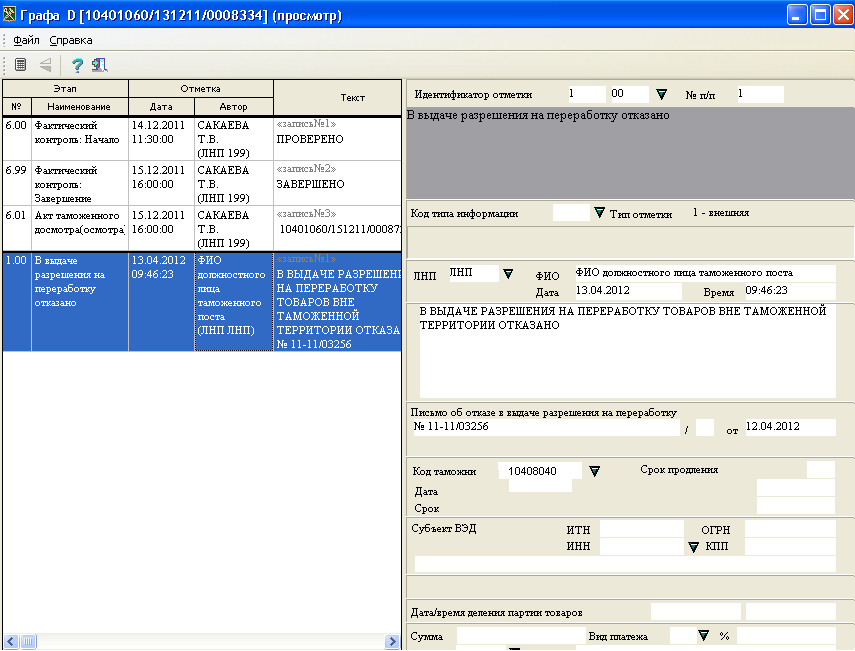 Графа D [10401060/131211/0008334] (просмотр)
Файл Справка
Этап Отметка Текст
№ Наименование Дата Автор
6.00 Фактический контроль: Начало 14.12.2011 11:30:00 САКАЕВА Т.В. (ЛНП 199) «запись№1» ПРОВЕРЕНО
6.99 Фактический контроль: Завершение 15.12.2011 16:00:00 САКАЕВА Т.В. (ЛНП 199) «запись№2» ЗАВЕРШЕНО
6.01 Акт таможенного досмотра(осмотра) 15.12.2011 16:00:00 САКАЕВА Т.В. (ЛНП 199) «запись№3» 10401060/151211/00087
1.00 В выдаче разрешения на переработку отказано 13.04.2012 09:46:23 ФИО должностного лица таможенного поста (ЛНП ЛНП) «запись№1» В ВЫДАЧЕ РАЗРЕШЕНИ НА ПЕРЕРАБОТКУ ТОВАРОВ ВНЕ ТАМОЖЕННОЙ ТЕРРИТОРИИ ОТКАЗА № 11-11/03256
Идентификатор отметки 1 00 № п/п 1
В выдаче разрешения на переработку отказано
Код типа информации Тип отметки 1 - внешняя
ЛНП ЛНП ФИО ФИО должностного лица таможенного поста
Дата 13.04.2012 Время 09:46:23
В ВЫДАЧЕ РАЗРЕШЕНИЯ НА ПЕРЕРАБОТКУ ТОВАРОВ ВНЕ ТАМОЖЕННОЙ
ТЕРРИТОРИИ ОТКАЗАНО
Письмо об отказе в выдаче разрешения на переработку
№ 11-11/03256 / от 12.04.2012
Код таможни 10408040 Срок продления
Дата
Срок
Субъект ВЭД ИТН ОГРН
ИНН КПП
Дата/время деления партии товаров
Сумма Вид платежа %